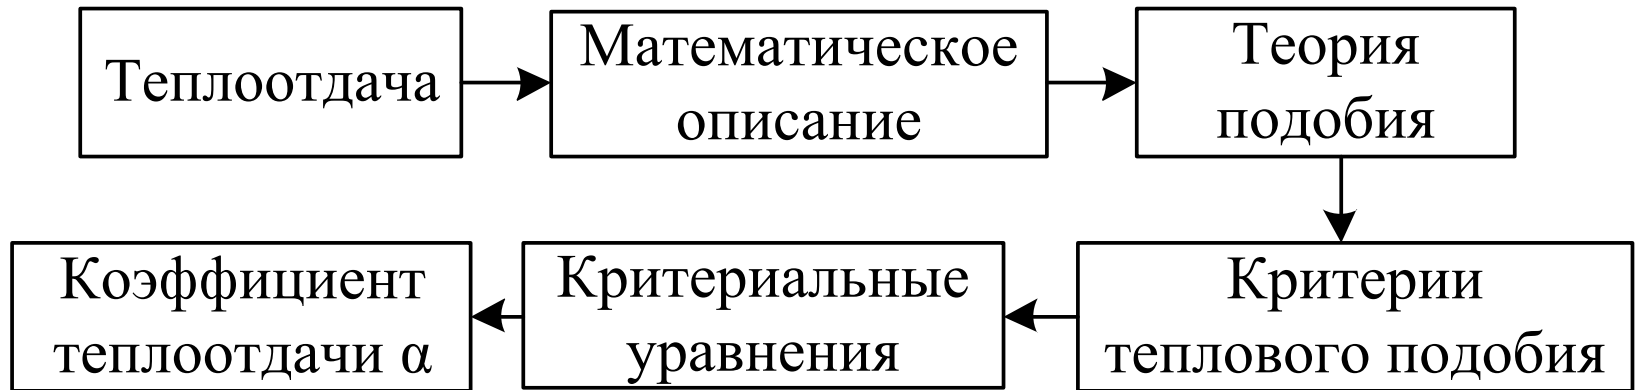 Теплоотдача
Математическое
описание
Теория
подобия
Критерии
теплового подобия
Критериальные
уравнения
Коэффициент
теплоотдачи α